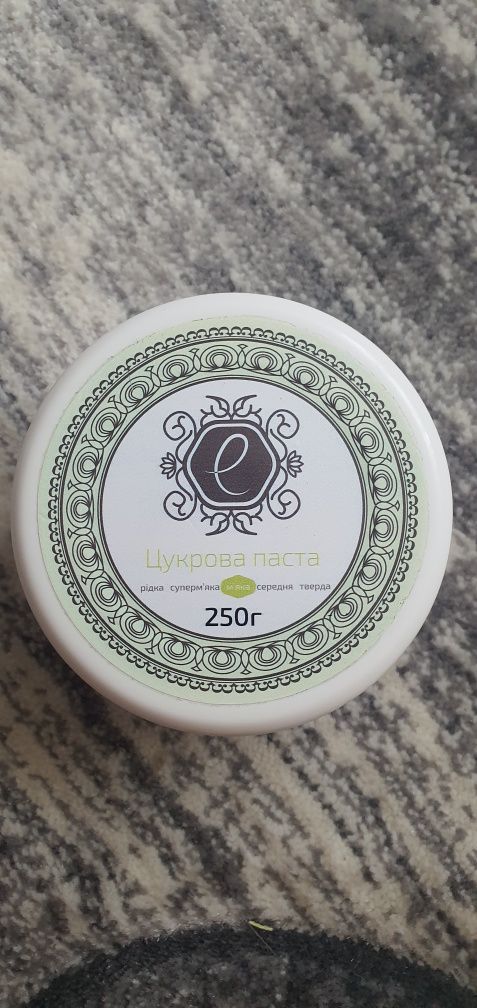 e
Цукрова паста
рідка суперм'яка м'яка середня тверда
250г